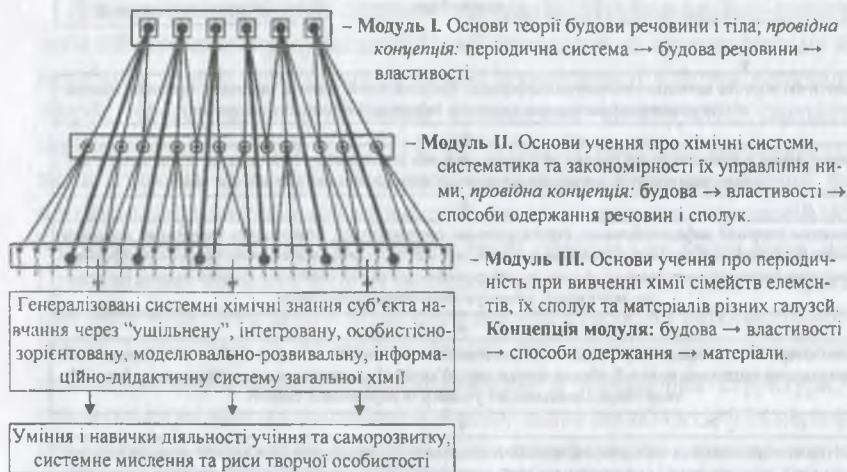 – Модуль І. Основи теорії будови речовини і тіла; провідна
концепція: періодична система → будова речовини →
властивості
– Модуль ІІ. Основи учення про хімічні системи,
систематика та закономірності їх управління ни-
ми; провідна концепція: будова → властивості →
способи одержання речовин і сполук.
– Модуль ІІІ. Основи учення про періодич-
ність при вивченні хімії сімейств елемен-
тів, їх сполук та матеріалів різних галузей.
Концепція модуля: будова → властивості
→ способи одержання → матеріали.
Генералізовані системні хімічні знання суб’єкта на-
вчання через “ущільнену”, інтегровану, особистісно-
зорієнтовану, моделювально-розвивальну, інформа-
ційно-дидактичну систему загальної хімії
Уміння і навички діяльності учіння та саморозвитку,
системне мислення та риси творчої особистості